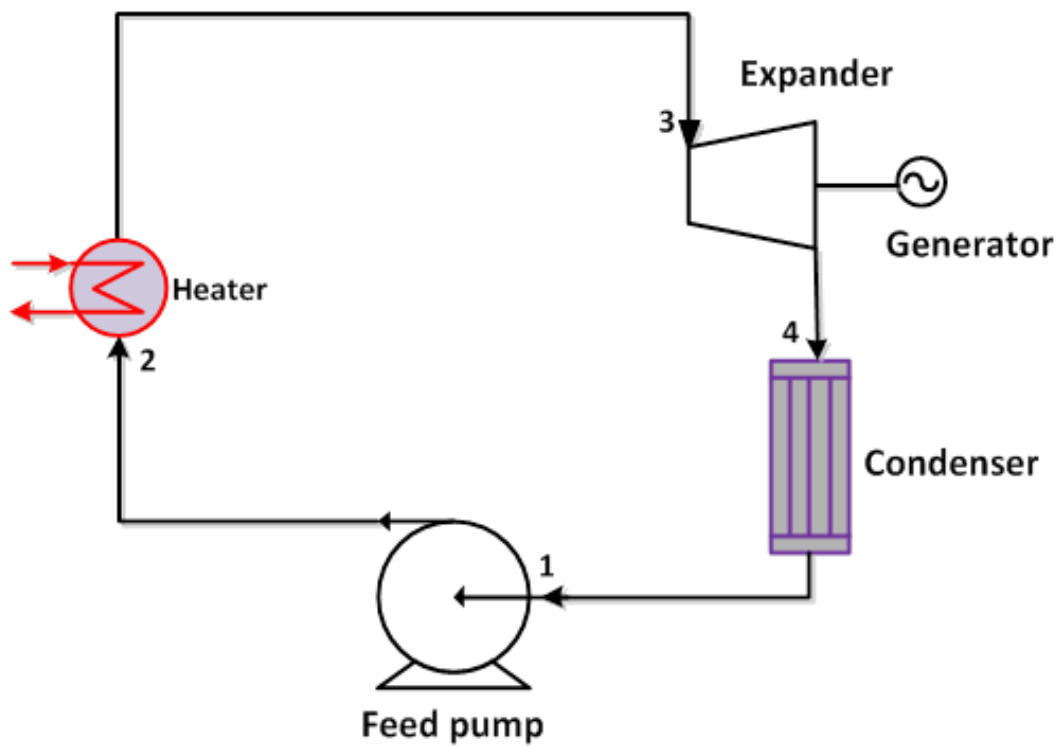 Expander
3
Generator
Heater
4
2
Condenser
1
Feed pump